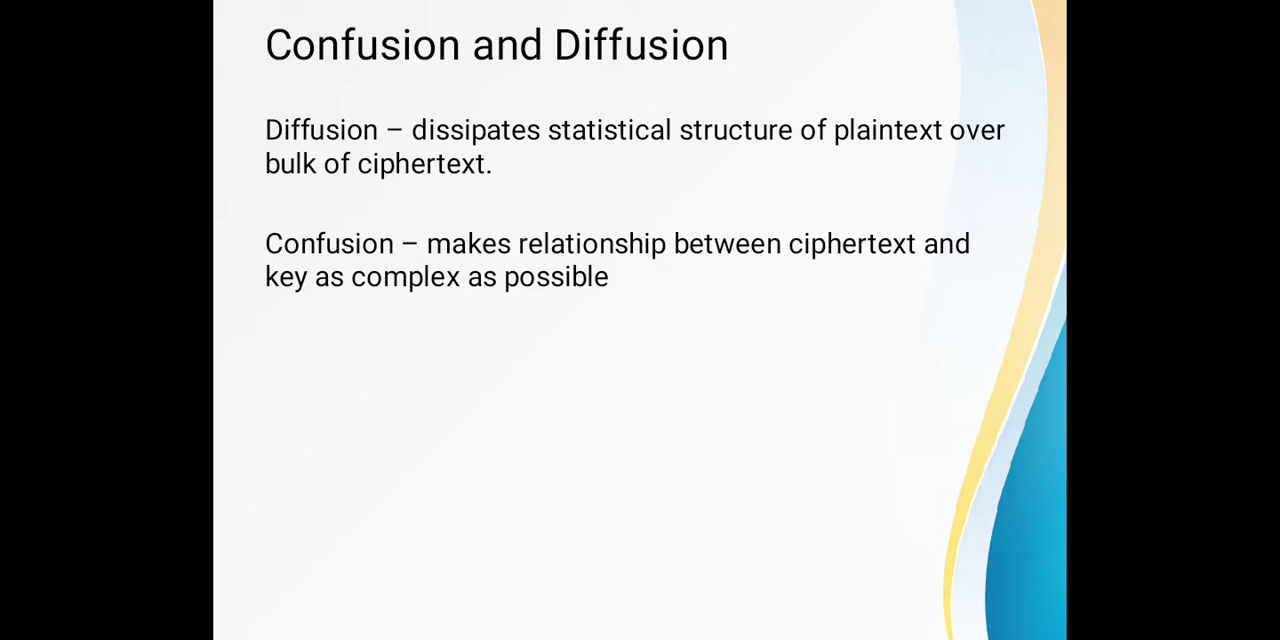 Confusion and Diffusion
Diffusion – dissipates statistical structure of plaintext over
bulk of ciphertext.
Confusion – makes relationship between ciphertext and
key as complex as possible